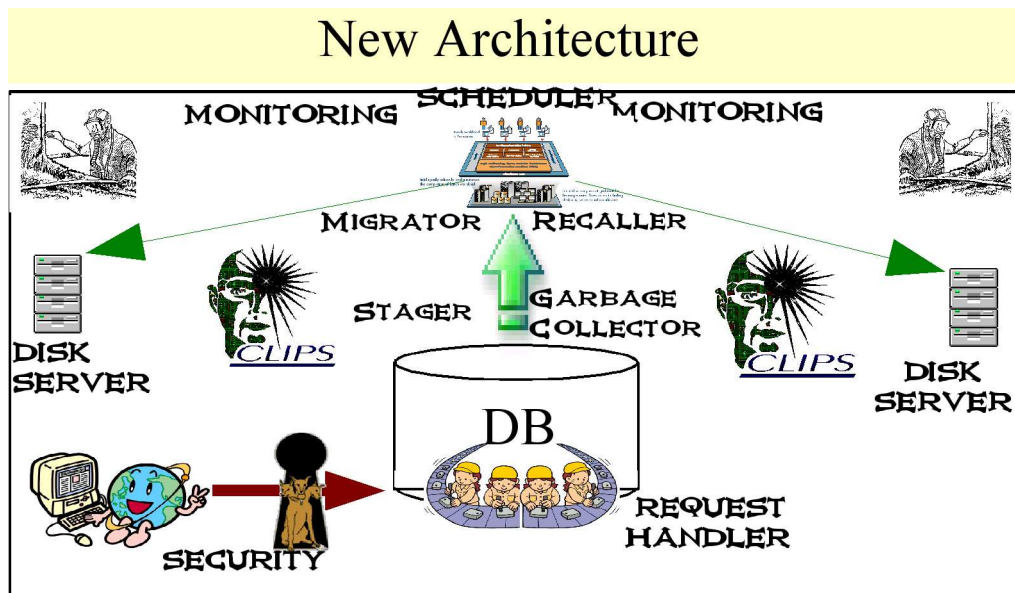 New Architecture
MONITORING
SCHEDULER
MONITORING
MIGRATOR
RECALLER
STAGER
GARBAGE
COLLECTOR
CLIPS
CLIPS
DISK
SERVER
DISK
SERVER
DB
REQUEST
HANDLER
SECURITY